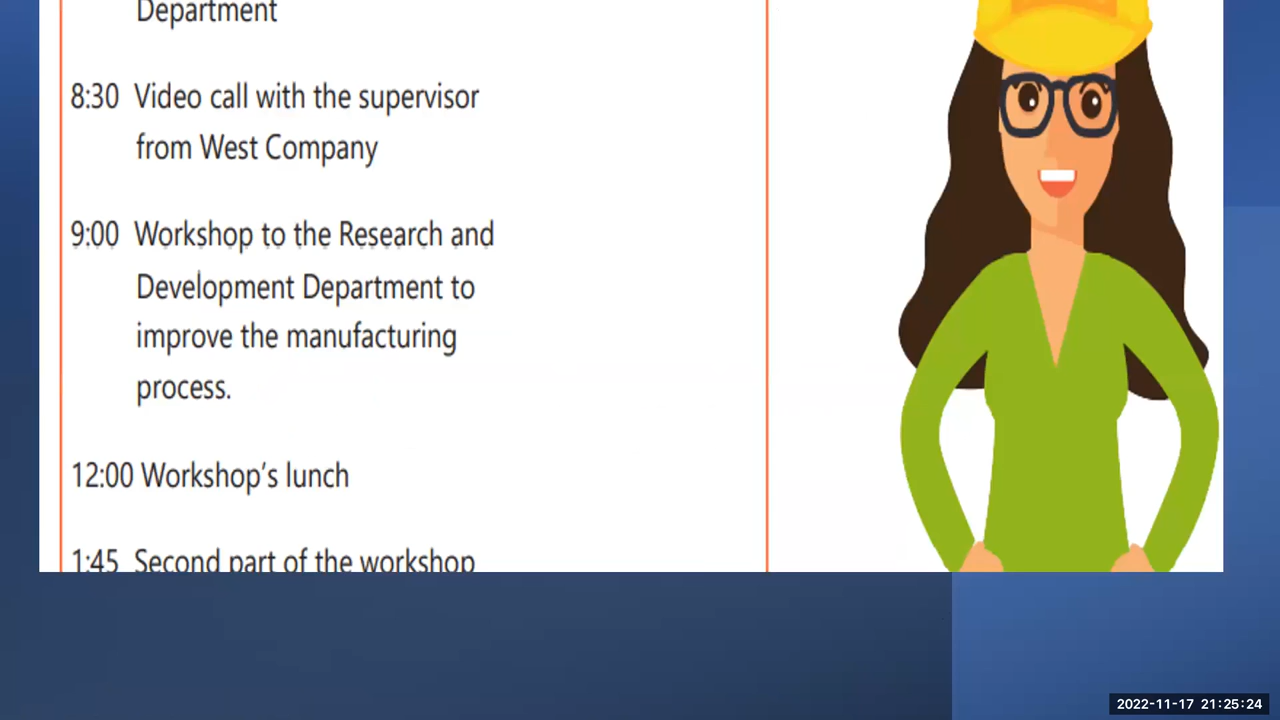 Department
8:30 Video call with the supervisor
from West Company
9:00 Workshop to the Research and
Development Department to
improve the manufacturing
process.
12:00 Workshop's lunch
1:45 Second part of the workshop
2022-11-17 21:25:24